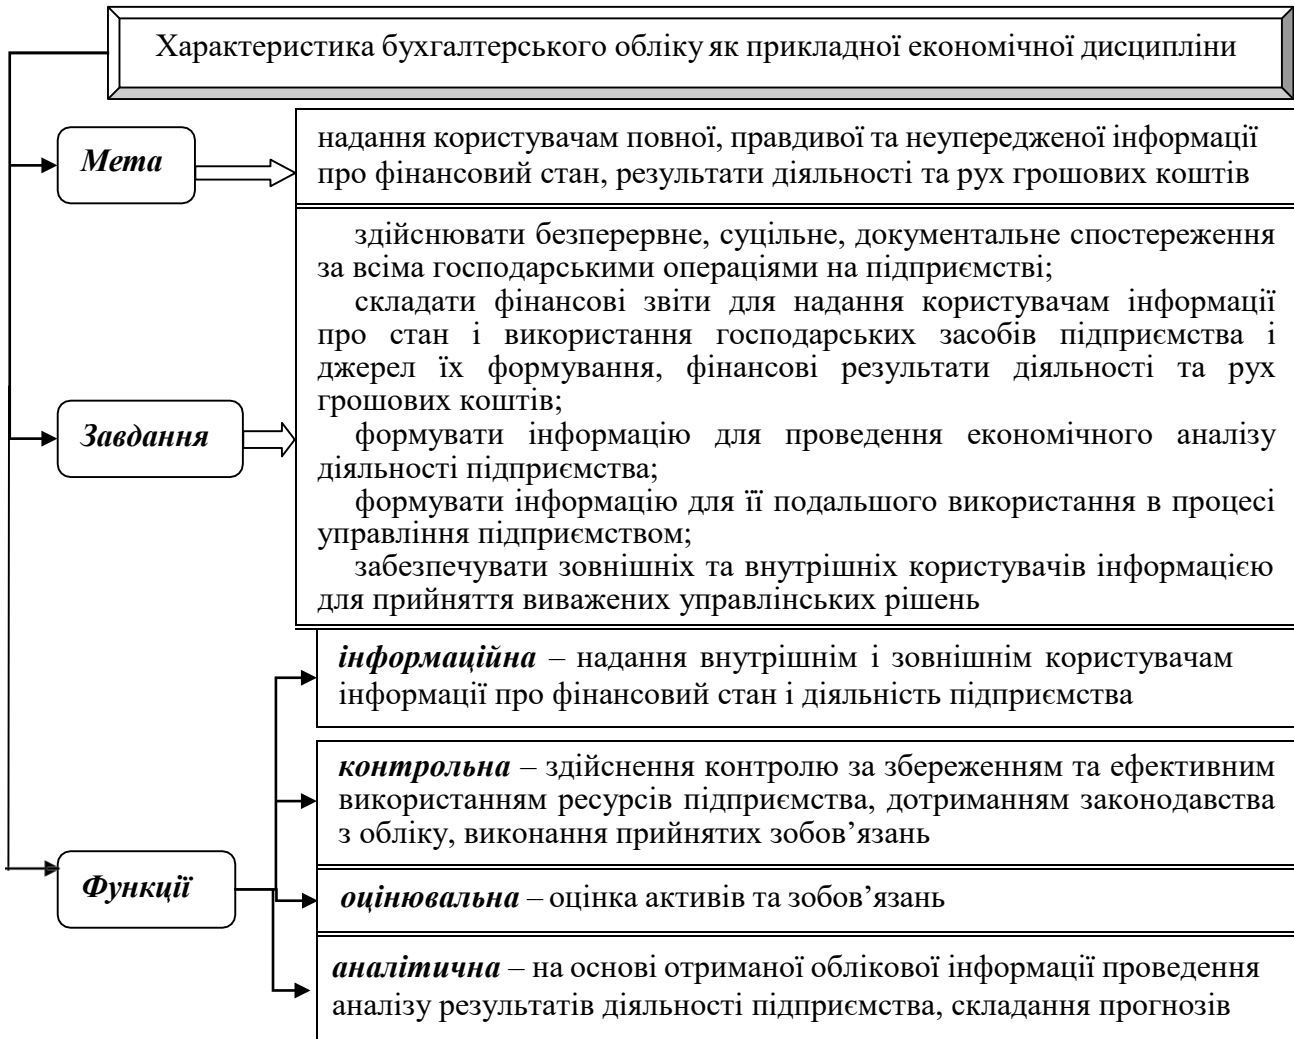 Характеристика бухгалтерського обліку як прикладної економічної дисципліни
Мета
надання користувачам повної, правдивої та неупередженої інформації
про фінансовий стан, результати діяльності та рух грошових коштів
Завдання
здійснювати безперервне, суцільне, документальне спостереження
за всіма господарськими операціями на підприємстві;
складати фінансові звіти для надання користувачам інформації
про стан і використання господарських засобів підприємства і
джерел їх формування, фінансові результати діяльності та рух
грошових коштів;
формувати інформацію для проведення економічного аналізу
діяльності підприємства;
формувати інформацію для її подальшого використання в процесі
управління підприємством;
забезпечувати зовнішніх та внутрішніх користувачів інформацією
для прийняття виважених управлінських рішень
Функції
інформаційна – надання внутрішнім і зовнішнім користувачам
інформації про фінансовий стан і діяльність підприємства
контрольна – здійснення контролю за збереженням та ефективним
використанням ресурсів підприємства, дотриманням законодавства
з обліку, виконання прийнятих зобов’язань
оцінювальна – оцінка активів та зобов’язань
аналітична – на основі отриманої облікової інформації проведення
аналізу результатів діяльності підприємства, складання прогнозів